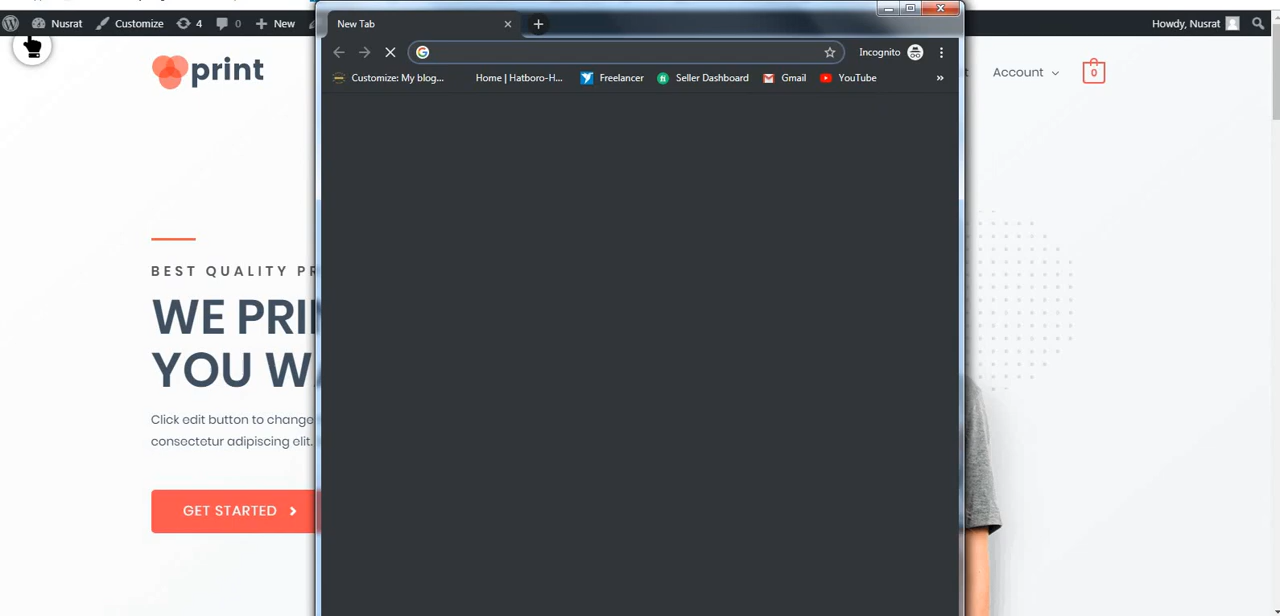 Nusrat
Customize
4
New
Howdy, Nusrat
New Tab
Incognito
Customize: My blog...
Home | Hatboro-H...
Freelancer
Seller Dashboard
Gmail
YouTube
»
print
Account
0
BEST QUALITY PR
WE PRI
YOU W
Click edit button to change
consectetur adipiscing elit.
GET STARTED